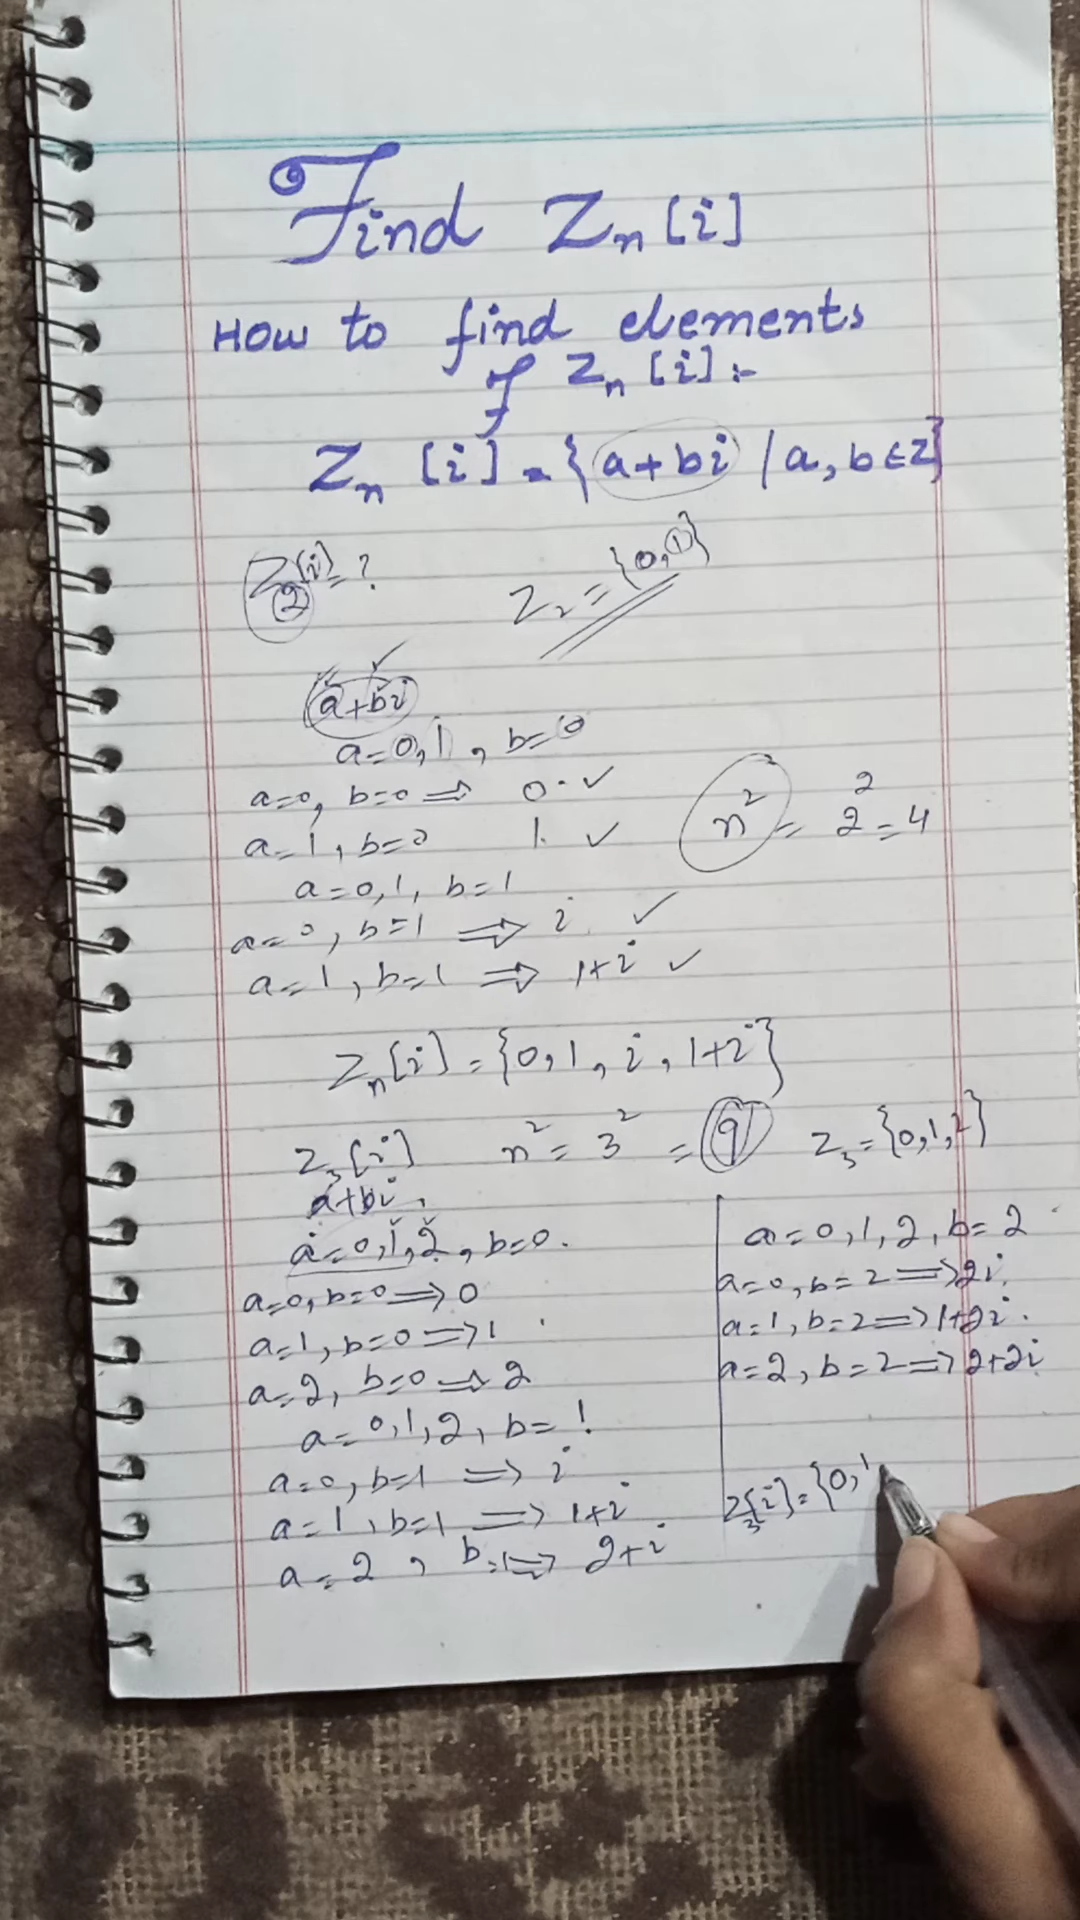 Find Zn[i]
How to find elements
of Zn[i] :-
Zn[i] = {a+bi / a, b ∈ Z}
Z2[i] = ?
Z2 = {0, 1}
a+bi
a=0,1, b=0
a=0, b=0 ⇒ 0 ✓
a=1, b=0 1. ✓
n² = 2² = 4
a=0,1, b=1
a=0, b=1 ⇒ i ✓
a=1, b=1 ⇒ 1+i ✓
Zn[i] = {0, 1, i, 1+i}
Z3[i] n² = 3² = 9 Z3 = {0,1,2}
a+bi
a=0,1,2, b=0.
a=0, b=0 ⇒ 0
a=1, b=0 ⇒ 1
a=2, b=0 ⇒ 2
a=0,1,2, b=1
a=0, b=1 ⇒ i
a=1, b=1 ⇒ 1+i
a=2, b=1 ⇒ 2+i
a=0,1,2, b=2
a=0, b=2 ⇒ 2i.
a=1, b=2 ⇒ 1+2i.
a=2, b=2 ⇒ 2+2i
Z3[i] = {0, 1